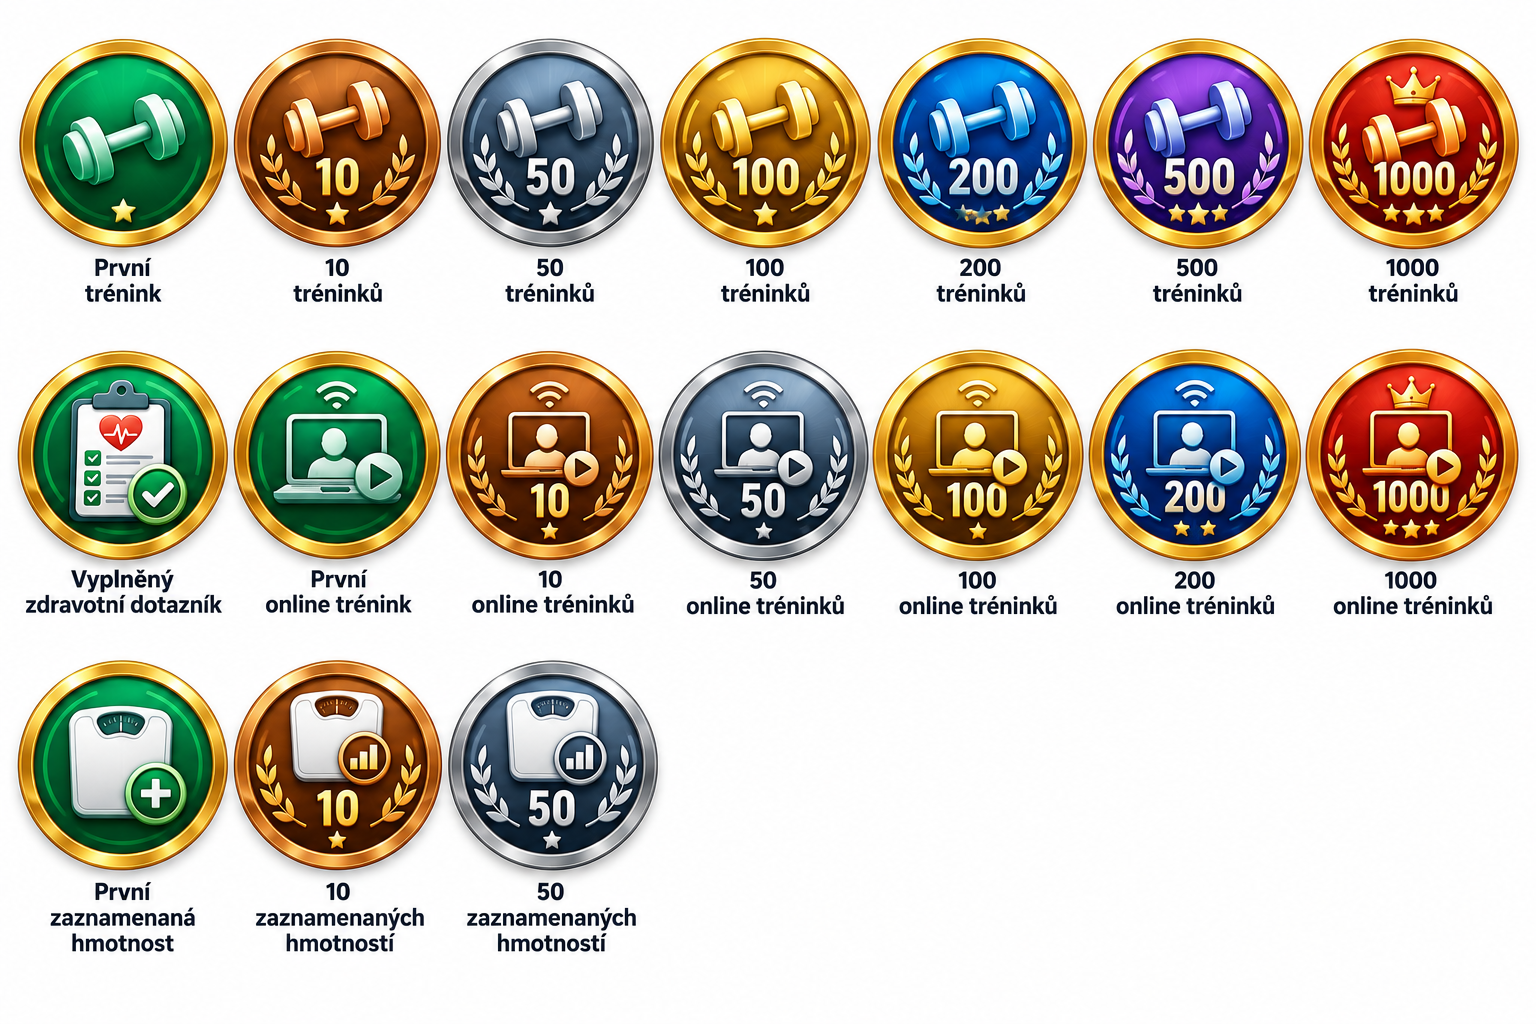 10
50
100
200
500
1000
První
trénink
10
tréninků
50
tréninků
100
tréninků
200
tréninků
500
tréninků
1000
tréninků
10
50
100
200
1000
Vyplněný
zdravotní dotazník
První
online trénink
10
online tréninků
50
online tréninků
100
online tréninků
200
online tréninků
1000
online tréninků
10
50
První
zaznamenaná
hmotnost
10
zaznamenaných
hmotností
50
zaznamenaných
hmotností